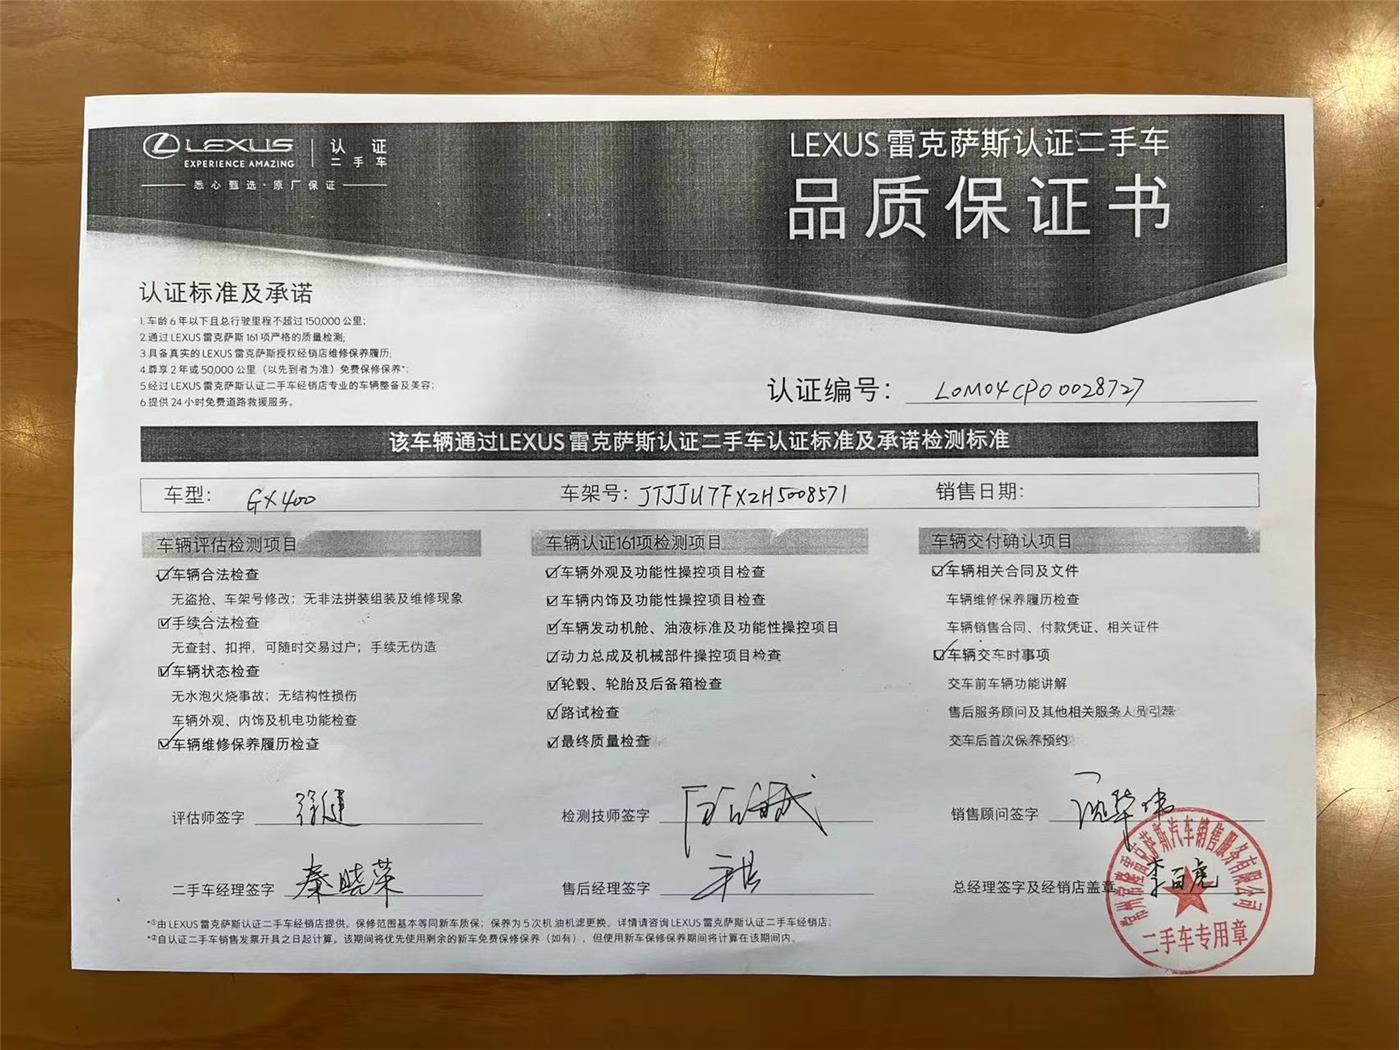 LEXUS
EXPERIENCE AMAZING
认证
二手车
悉心甄选·原厂保证
LEXUS 雷克萨斯认证二手车
品质保证书
认证标准及承诺
1.车龄6年以下且总行驶里程不超过150,000公里；
2.通过LEXUS雷克萨斯161项严格的质量检测；
3.具备真实的LEXUS雷克萨斯授权经销店维修保养履历；
4.尊享2年或50,000公里（以先到者为准）免费保修保养*；
5.经过LEXUS雷克萨斯认证二手车经销店专业的车辆整备及美容；
6.提供24小时免费道路救援服务。
认证编号： LOM04CPO0028727
该车辆通过LEXUS雷克萨斯认证二手车认证标准及承诺检测标准
车型： GX400 车架号： JTJJU7FX2H5008571 销售日期：
车辆评估检测项目
☑车辆合法检查
无盗抢、车架号修改；无非法拼装组装及维修现象
☑手续合法检查
无查封、扣押，可随时交易过户；手续无伪造
☑车辆状态检查
无水泡火烧事故；无结构性损伤
车辆外观、内饰及机电功能检查
☑车辆维修保养履历检查
车辆认证161项检测项目
☑车辆外观及功能性操控项目检查
☑车辆内饰及功能性操控项目检查
☑车辆发动机舱、油液标准及功能性操控项目
☑动力总成及机械部件操控项目检查
☑轮毂、轮胎及后备箱检查
☑路试检查
☑最终质量检查
车辆交付确认项目
☑车辆相关合同及文件
车辆维修保养履历检查
车辆销售合同、付款凭证、相关证件
☑车辆交车时事项
交车前车辆功能讲解
售后服务顾问及其他相关服务人员引荐
交车后首次保养预约
评估师签字 徐建
检测技师签字
销售顾问签字
二手车经理签字 秦晓荣
售后经理签字
总经理签字及经销店盖章 李百虎
常州常隆雷克萨斯汽车销售服务有限公司
二手车专用章
*①由LEXUS雷克萨斯认证二手车经销店提供。保修范围基本等同新车质保；保养为5次机油机滤更换。详情请咨询LEXUS雷克萨斯认证二手车经销店；
*②自认证二手车销售发票开具之日起计算。该期间将优先使用剩余的新车免费保修保养（如有），但使用新车保修保养期间将计算在该期间内。